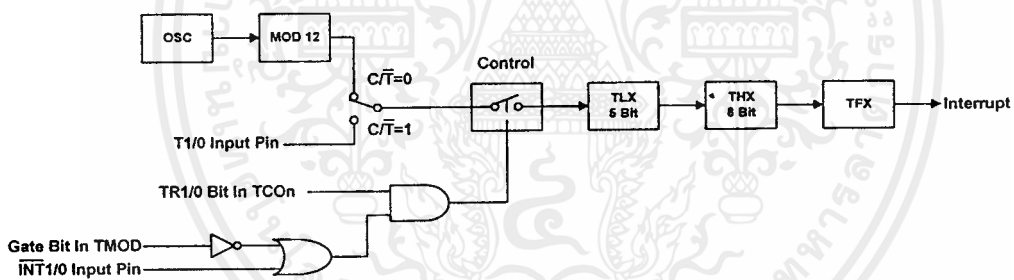 OSC
MOD 12
C/T̅=0
Control
TLX
5 Bit
THX
8 Bit
TFX
Interrupt
C/T̅=1
T1/0 Input Pin
TR1/0 Bit In TCOn
Gate Bit In TMOD
I̅N̅T̅1/0 Input Pin